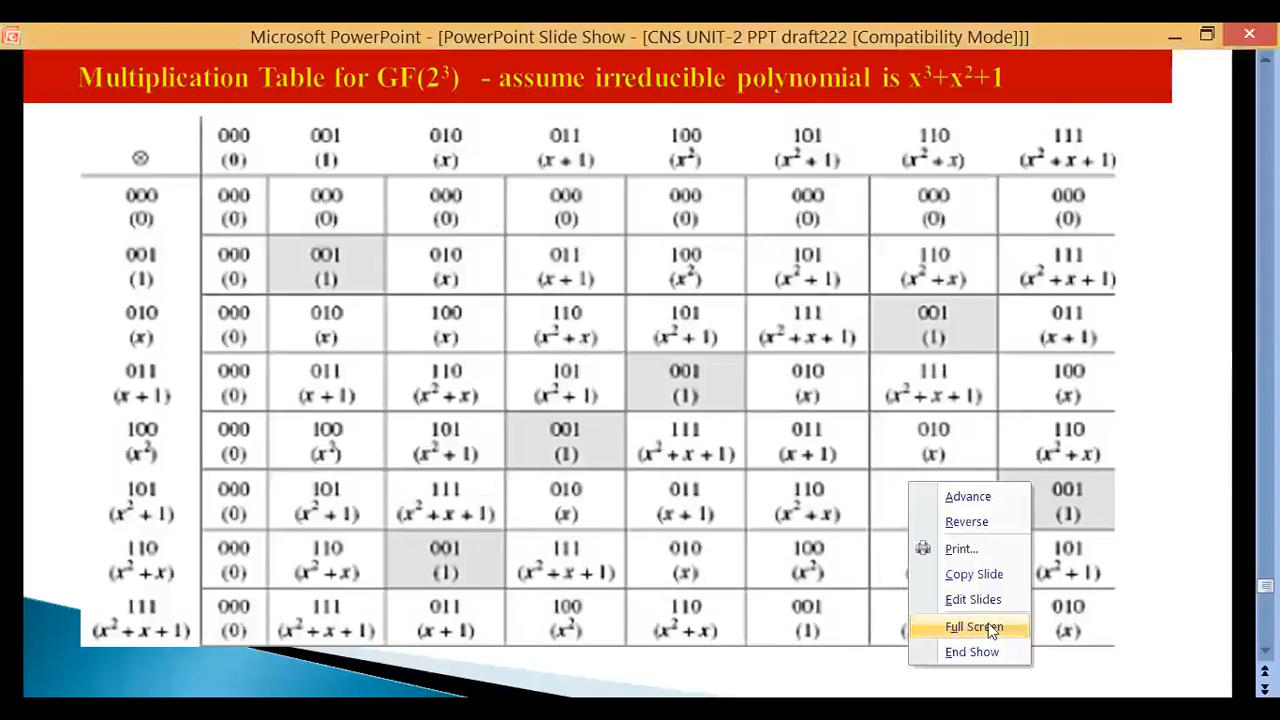 Microsoft PowerPoint - [PowerPoint Slide Show - [CNS UNIT-2 PPT draft222 [Compatibility Mode]]]
Multiplication Table for GF(2³) - assume irreducible polynomial is x³+x²+1
000 001 010 011 100 101 110 111
⊗ (0) (1) (x) (x + 1) (x²) (x² + 1) (x² + x) (x² + x + 1)
000 000 000 000 000 000 000 000 000
(0) (0) (0) (0) (0) (0) (0) (0) (0)
001 000 001 010 011 100 101 110 111
(1) (0) (1) (x) (x + 1) (x²) (x² + 1) (x² + x) (x² + x + 1)
010 000 010 100 110 101 111 001 011
(x) (0) (x) (x) (x² + x) (x² + 1) (x² + x + 1) (1) (x + 1)
011 000 011 110 101 001 010 111 100
(x + 1) (0) (x + 1) (x² + x) (x² + 1) (1) (x) (x² + x + 1) (x)
100 000 100 101 001 111 011 010 110
(x²) (0) (x²) (x² + 1) (1) (x² + x + 1) (x + 1) (x) (x² + x)
101 000 101 111 010 011 110 001
(x² + 1) (0) (x² + 1) (x² + x + 1) (x) (x + 1) (x² + x) (1)
110 000 110 001 111 010 100 101
(x² + x) (0) (x² + x) (1) (x² + x + 1) (x) (x²) (x² + 1)
111 000 111 011 100 110 001 010
(x² + x + 1) (0) (x² + x + 1) (x + 1) (x²) (x² + x) (1) (x)
Advance
Reverse
Print...
Copy Slide
Edit Slides
Full Screen
End Show